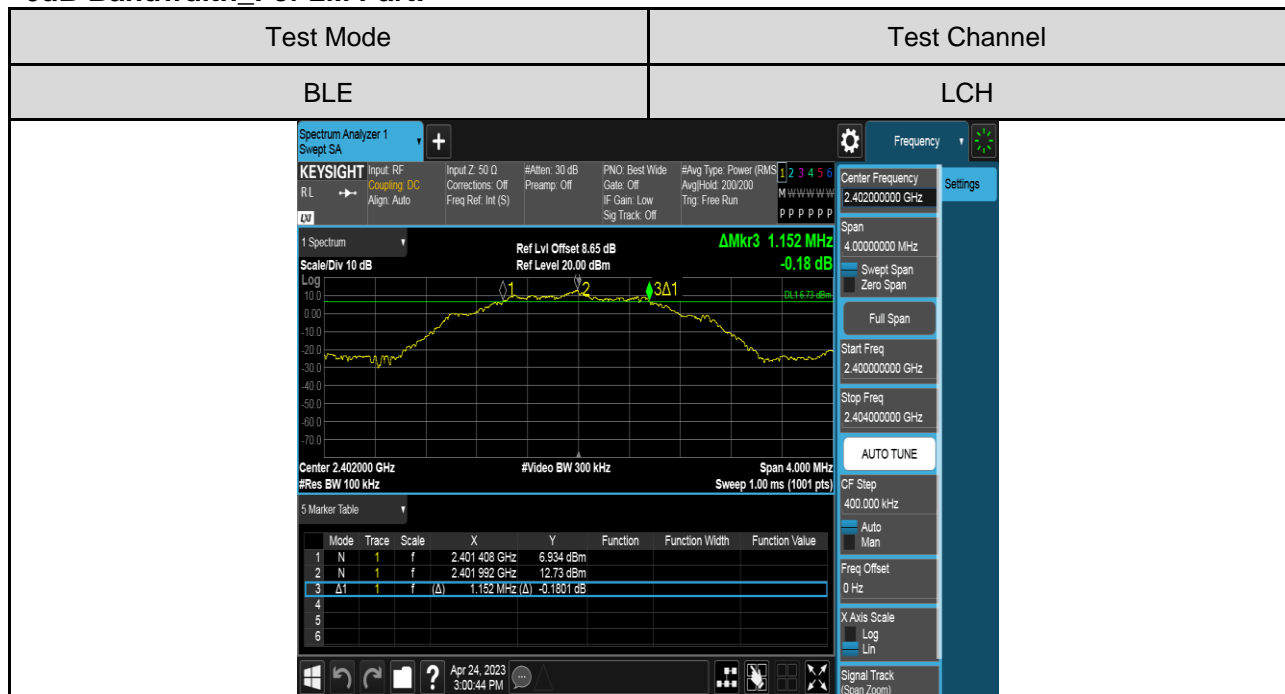 Test Mode Test Channel
BLE LCH
Spectrum Analyzer 1
Swept SA
+
Frequency
KEYSIGHT Input: RF Input Z: 50 Ω #Atten: 30 dB PNO: Best Wide #Avg Type: Power (RMS 1 2 3 4 5 6
RL Coupling: DC Corrections: Off Preamp: Off Gate: Off Avg|Hold: 200/200 M W W W W W
Align: Auto Freq Ref: Int (S) IF Gain: Low Trig: Free Run
LXI Sig Track: Off P P P P P P
Center Frequency
2.402000000 GHz
Settings
Span
4.00000000 MHz
Swept Span
Zero Span
Full Span
Start Freq
2.400000000 GHz
Stop Freq
2.404000000 GHz
AUTO TUNE
CF Step
400.000 kHz
Auto
Man
Freq Offset
0 Hz
X Axis Scale
Log
Lin
Signal Track
(Span Zoom)
1 Spectrum
Ref Lvl Offset 8.65 dB ΔMkr3 1.152 MHz
Scale/Div 10 dB Ref Level 20.00 dBm -0.18 dB
Log
1 2 3Δ1
DL1 6.73 dBm
10.0
0.00
-10.0
-20.0
-30.0
-40.0
-50.0
-60.0
-70.0
Center 2.402000 GHz #Video BW 300 kHz Span 4.000 MHz
#Res BW 100 kHz Sweep 1.00 ms (1001 pts)
5 Marker Table
Mode Trace Scale X Y Function Function Width Function Value
1 N 1 f 2.401 408 GHz 6.934 dBm
2 N 1 f 2.401 992 GHz 12.73 dBm
3 Δ1 1 f (Δ) 1.152 MHz (Δ) -0.1801 dB
4
5
6
? Apr 24, 2023
3:00:44 PM